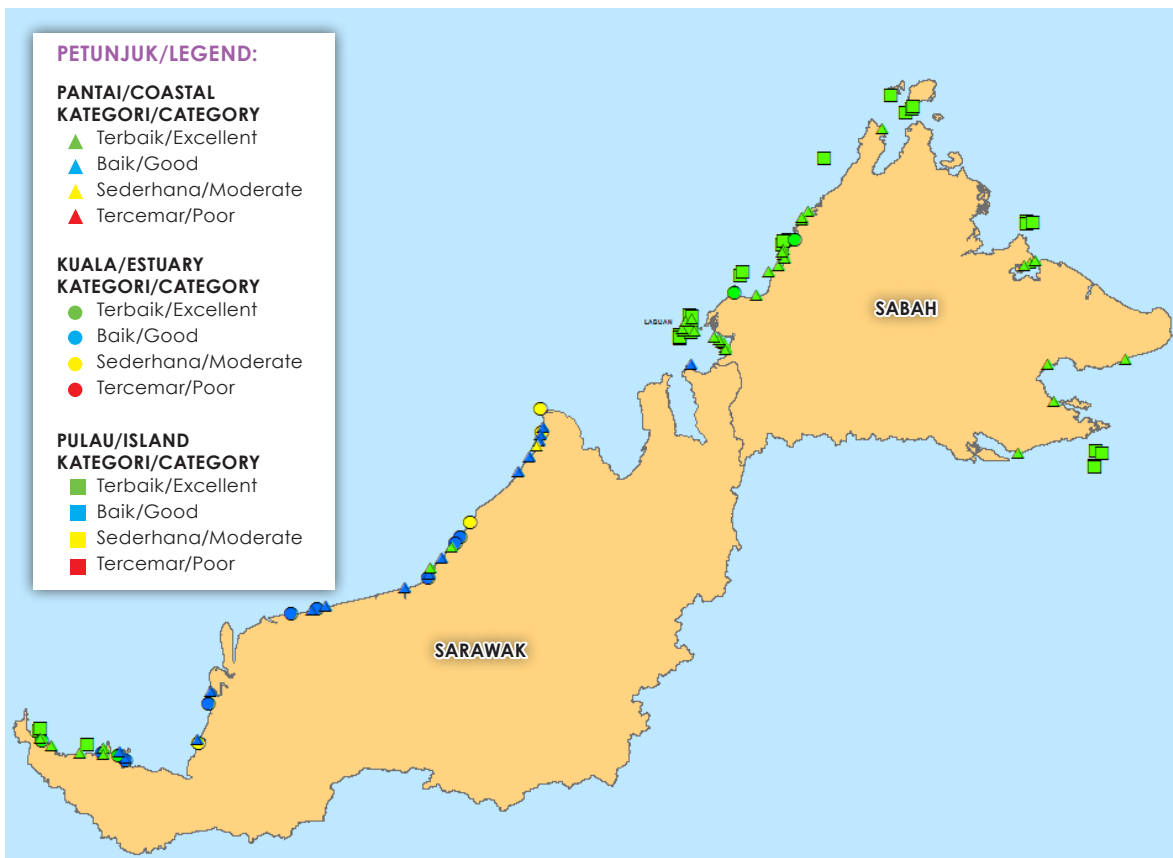 PETUNJUK/LEGEND:
PANTAI/COASTAL
KATEGORI/CATEGORY
Terbaik/Excellent
Baik/Good
Sederhana/Moderate
Tercemar/Poor
KUALA/ESTUARY
KATEGORI/CATEGORY
Terbaik/Excellent
Baik/Good
Sederhana/Moderate
Tercemar/Poor
PULAU/ISLAND
KATEGORI/CATEGORY
Terbaik/Excellent
Baik/Good
Sederhana/Moderate
Tercemar/Poor
SABAH
SARAWAK